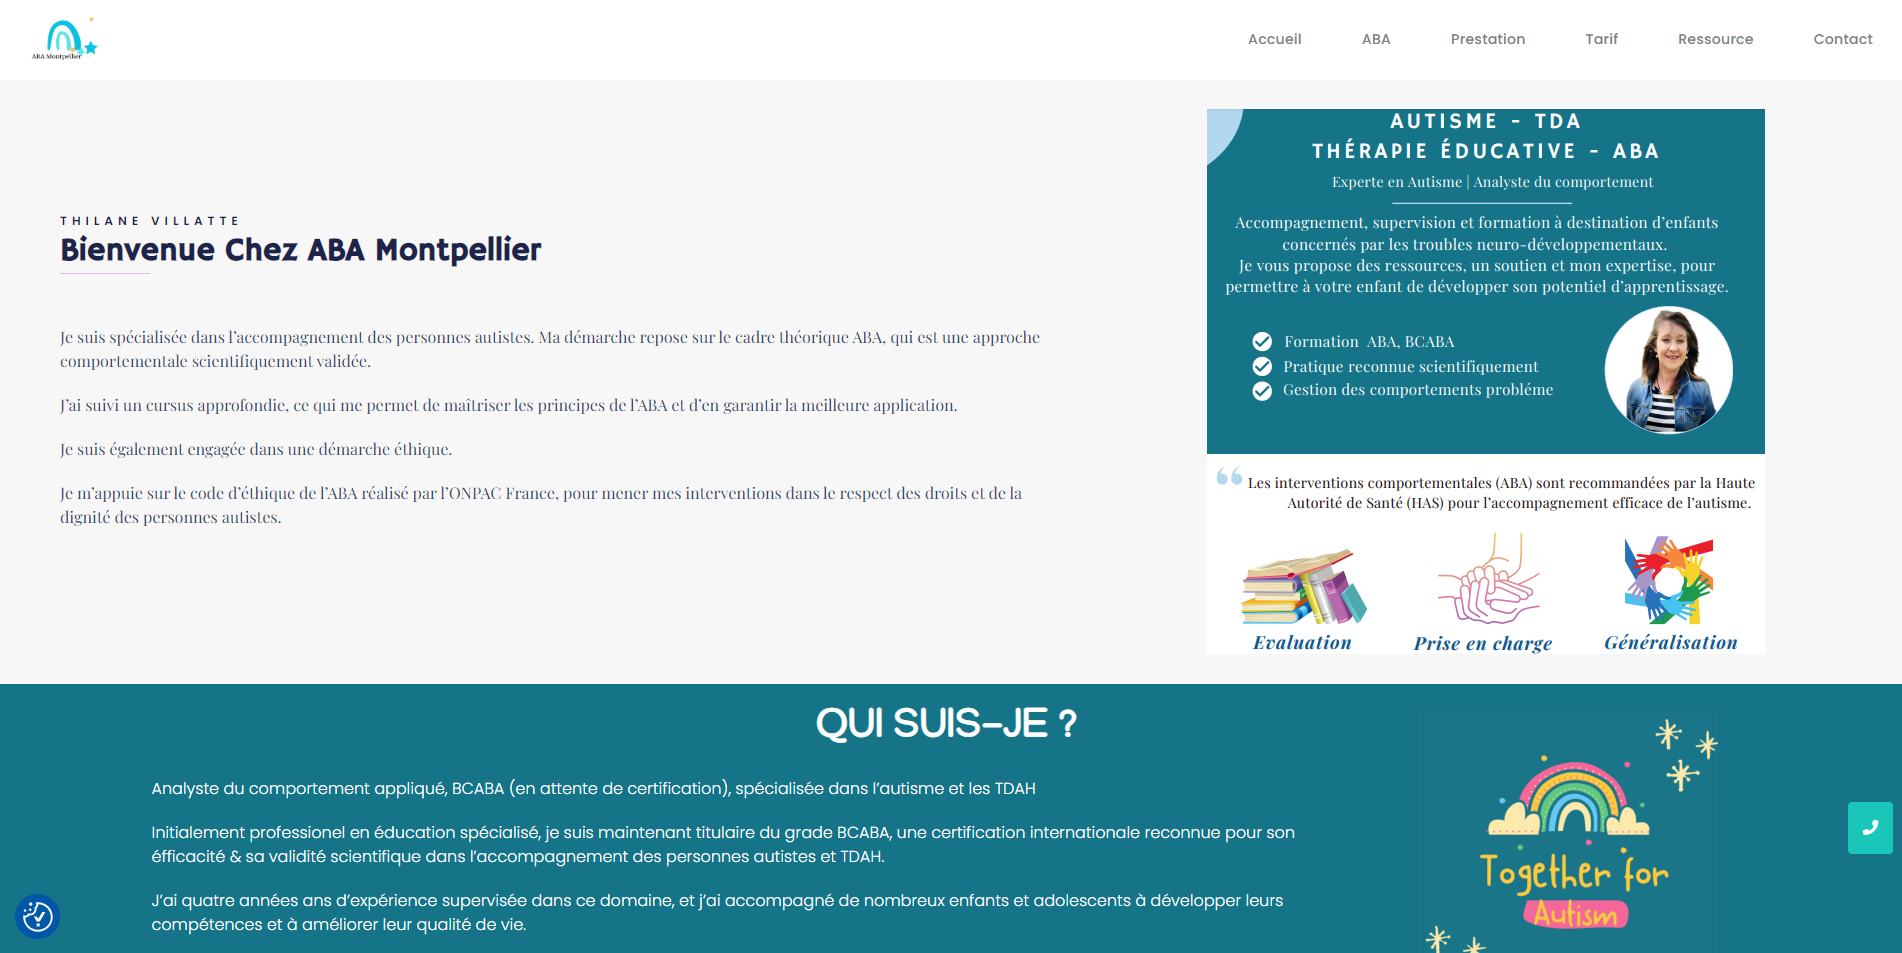 ABA Montpellier
Accueil
ABA
Prestation
Tarif
Ressource
Contact
THILANE VILLATTE
Bienvenue Chez ABA Montpellier
Je suis spécialisée dans l’accompagnement des personnes autistes. Ma démarche repose sur le cadre théorique ABA, qui est une approche
comportementale scientifiquement validée.
J’ai suivi un cursus approfondie, ce qui me permet de maîtriser les principes de l’ABA et d’en garantir la meilleure application.
Je suis également engagée dans une démarche éthique.
Je m’appuie sur le code d’éthique de l’ABA réalisé par l’ONPAC France, pour mener mes interventions dans le respect des droits et de la
dignité des personnes autistes.
AUTISME - TDA
THÉRAPIE ÉDUCATIVE - ABA
Experte en Autisme | Analyste du comportement
Accompagnement, supervision et formation à destination d’enfants
concernés par les troubles neuro-développementaux.
Je vous propose des ressources, un soutien et mon expertise, pour
permettre à votre enfant de développer son potentiel d’apprentissage.
Formation ABA, BCABA
Pratique reconnue scientifiquement
Gestion des comportements probléme
“ Les interventions comportementales (ABA) sont recommandées par la Haute
Autorité de Santé (HAS) pour l’accompagnement efficace de l’autisme.
Evaluation
Prise en charge
Généralisation
QUI SUIS-JE ?
Analyste du comportement appliqué, BCABA (en attente de certification), spécialisée dans l’autisme et les TDAH
Initialement professionel en éducation spécialisé, je suis maintenant titulaire du grade BCABA, une certification internationale reconnue pour son
éfficacité & sa validité scientifique dans l’accompagnement des personnes autistes et TDAH.
J’ai quatre années ans d’expérience supervisée dans ce domaine, et j’ai accompagné de nombreux enfants et adolescents à développer leurs
compétences et à améliorer leur qualité de vie.
Together for
Autism